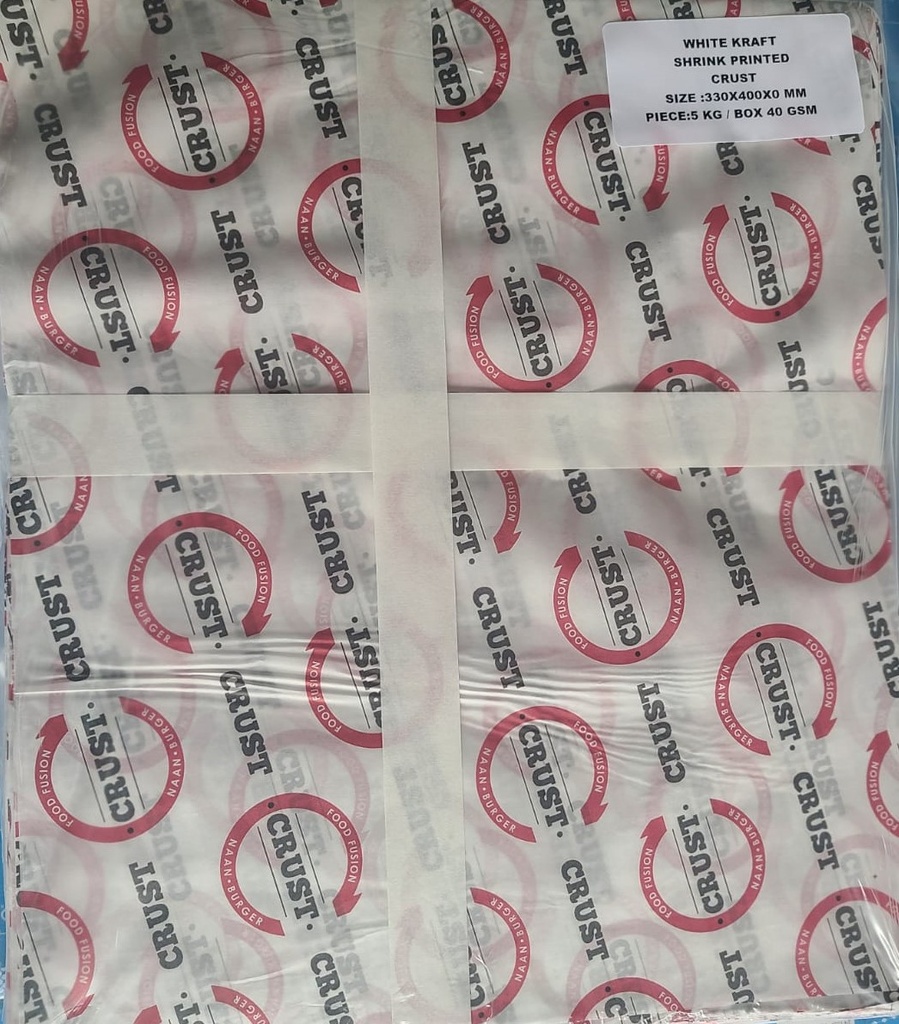 WHITE KRAFT
SHRINK PRINTED
CRUST
SIZE :330X400X0 MM
PIECE:5 KG / BOX 40 GSM
CRUST
FOOD FUSION
CRUST.
NAAN • BURGER